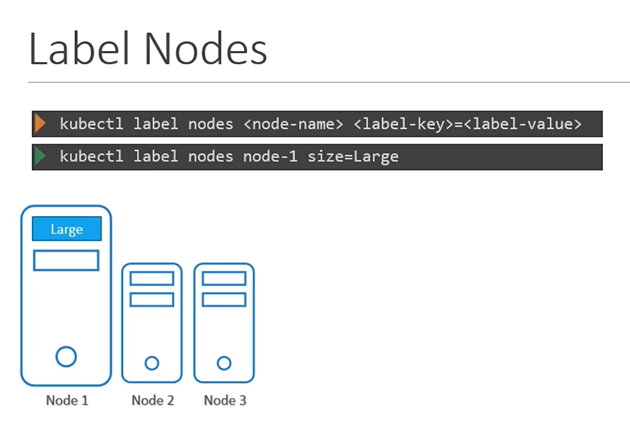 Label Nodes
kubectl label nodes <node-name> <label-key>=<label-value>
kubectl label nodes node-1 size=Large
Large
Node 1
Node 2
Node 3